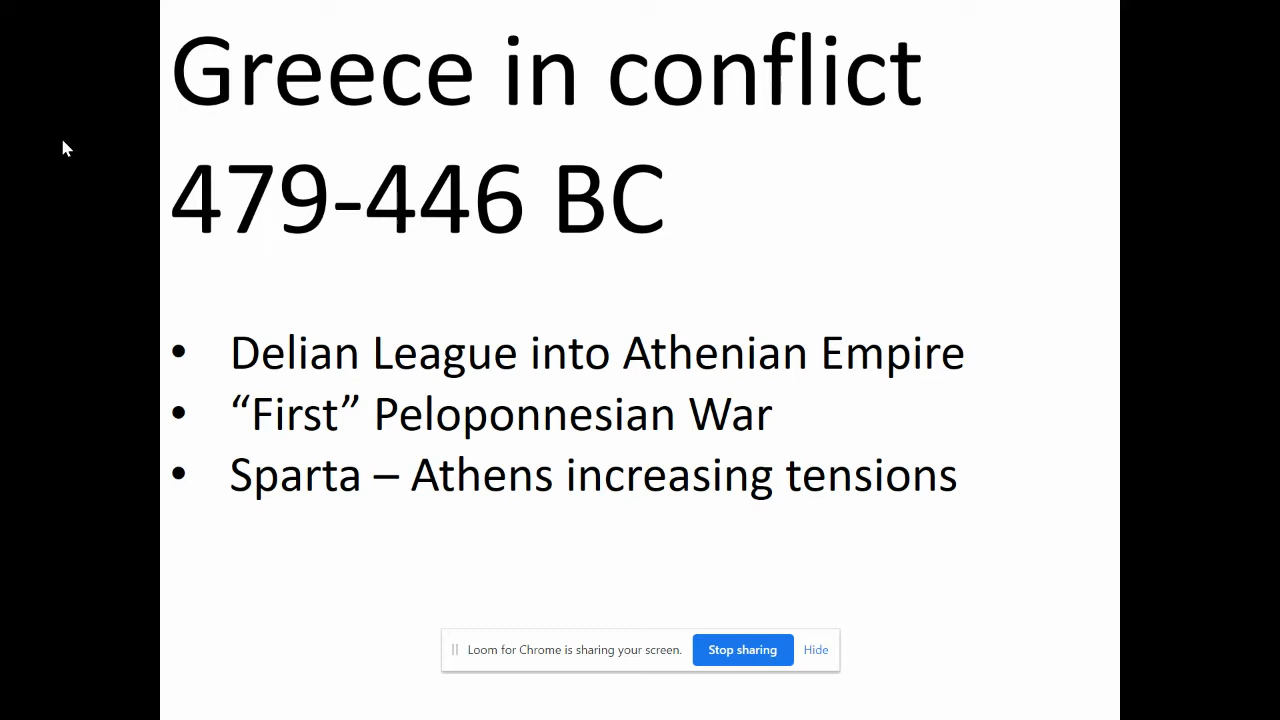 Greece in conflict
479-446 BC
• Delian League into Athenian Empire
• “First” Peloponnesian War
• Sparta – Athens increasing tensions
Loom for Chrome is sharing your screen. Stop sharing Hide